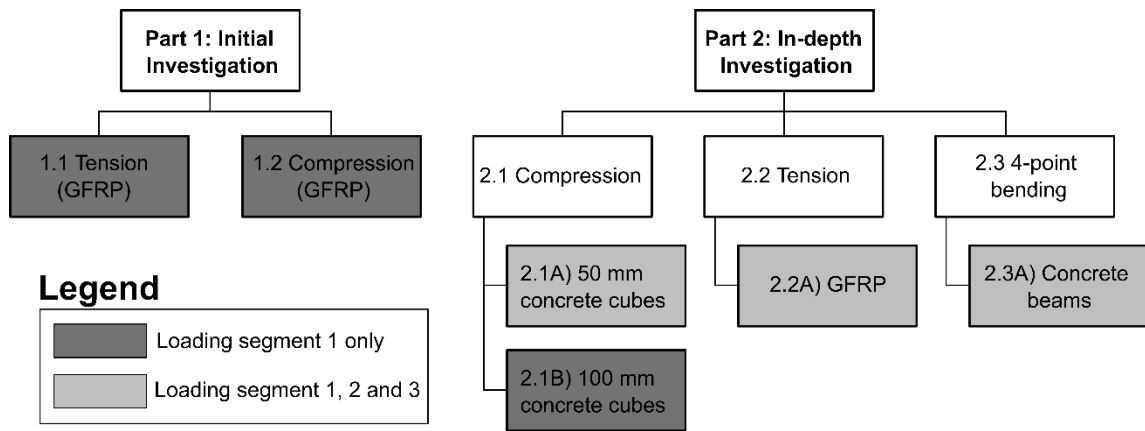 Part 1: Initial
Investigation
1.1 Tension
(GFRP)
1.2 Compression
(GFRP)
Part 2: In-depth
Investigation
2.1 Compression
2.2 Tension
2.3 4-point
bending
2.1A) 50 mm
concrete cubes
2.2A) GFRP
2.3A) Concrete
beams
2.1B) 100 mm
concrete cubes
Legend
Loading segment 1 only
Loading segment 1, 2 and 3